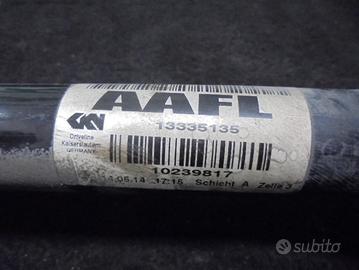 AAFL
13335135
GKN
Driveline
Kaiserslautern
GERMANY
10239817
.05.14 17:15 Schicht A Zelle 3
subito